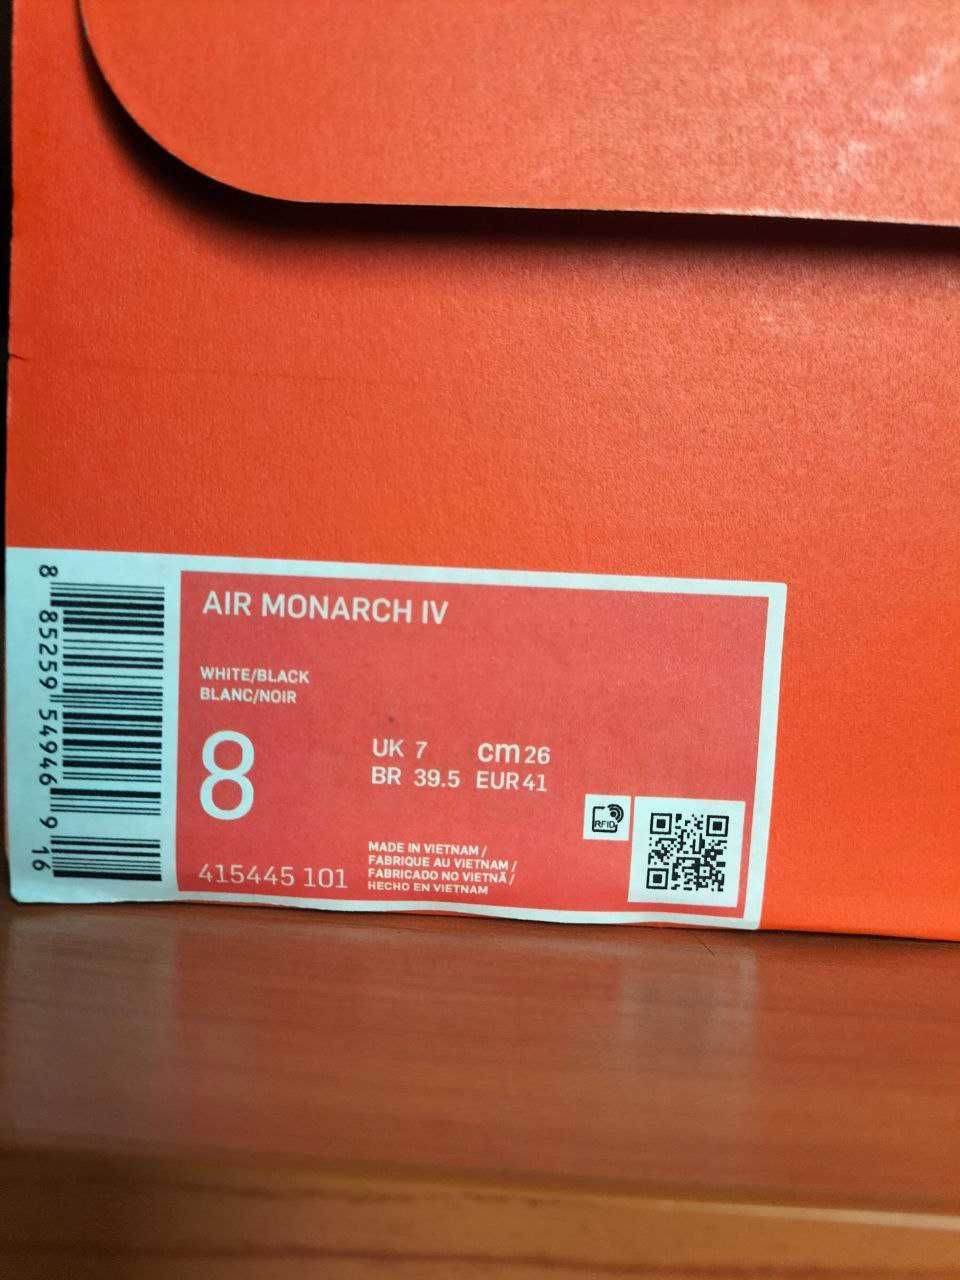 AIR MONARCH IV
WHITE/BLACK
BLANC/NOIR
8
UK 7 cm 26
BR 39.5 EUR 41
RFID
415445 101
MADE IN VIETNAM /
FABRIQUE AU VIETNAM /
FABRICADO NO VIETNÃ /
HECHO EN VIETNAM
8 85259 54946 9 16